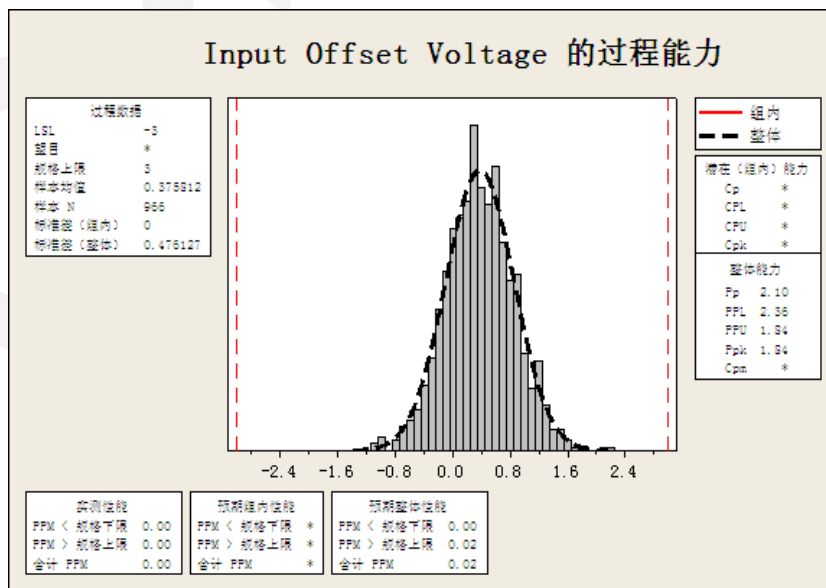 Input Offset Voltage 的过程能力
过程数据
LSL -3
望目 *
规格上限 3
样本均值 0.375812
样本 N 966
标准差（组内） 0
标准差（整体） 0.476127
组内
整体
潜在（组内）能力
Cp *
CPL *
CPU *
Cpk *
整体能力
Pp 2.10
PPL 2.36
PPU 1.84
Ppk 1.84
Cpm *
-2.4 -1.6 -0.8 0.0 0.8 1.6 2.4
实测性能
PPM < 规格下限 0.00
PPM > 规格上限 0.00
合计 PPM 0.00
预期组内性能
PPM < 规格下限 *
PPM > 规格上限 *
合计 PPM *
预期整体性能
PPM < 规格下限 0.00
PPM > 规格上限 0.02
合计 PPM 0.02